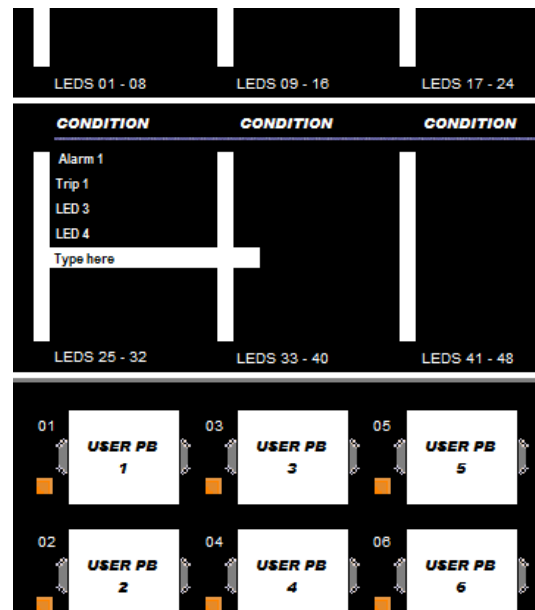 LEDS 01 - 08 LEDS 09 - 16 LEDS 17 - 24
CONDITION CONDITION CONDITION
Alarm 1
Trip 1
LED 3
LED 4
Type here
LEDS 25 - 32 LEDS 33 - 40 LEDS 41 - 48
01 03 05
USER PB USER PB USER PB
1 3 5
02 04 06
USER PB USER PB USER PB
2 4 6